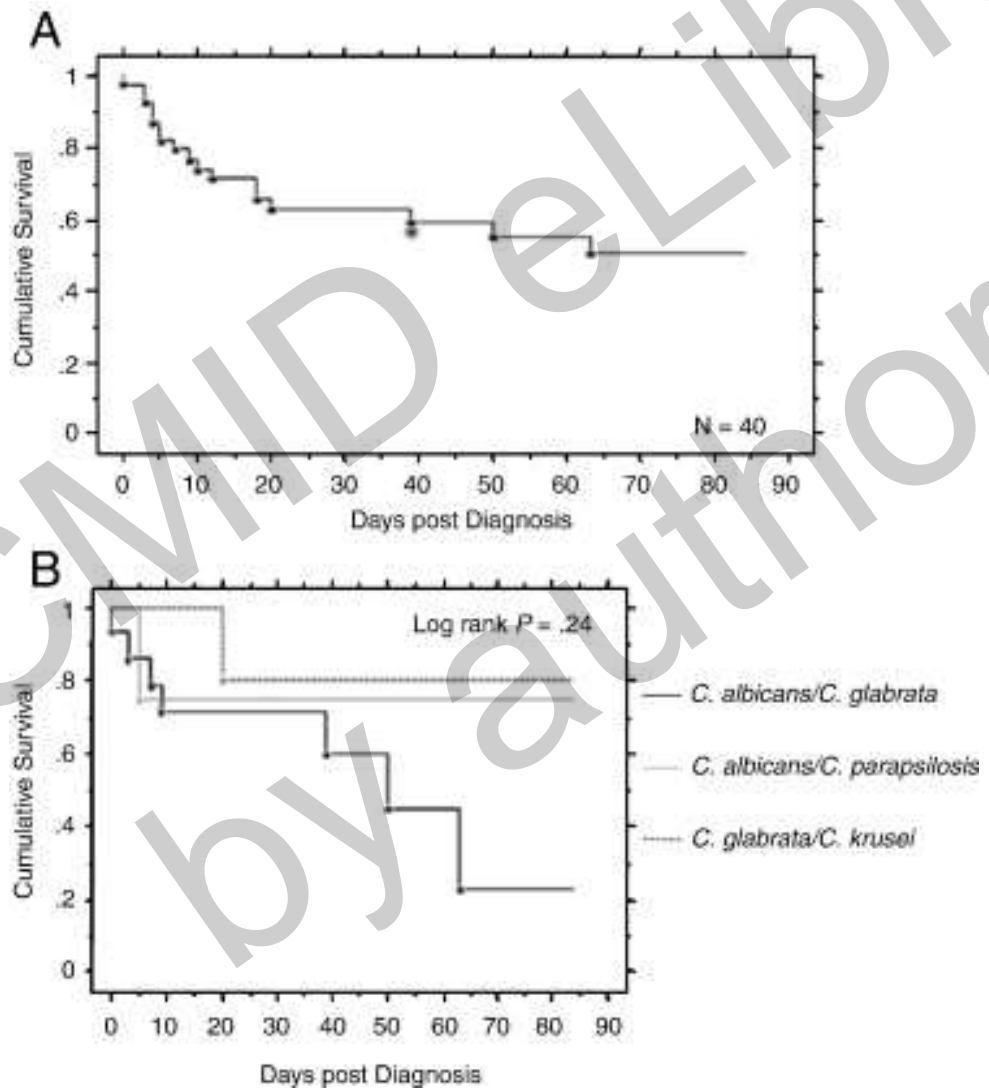 A
1
.8
.6
.4
.2
0
Cumulative Survival
N = 40
0 10 20 30 40 50 60 70 80 90
Days post Diagnosis
B
1
.8
.6
.4
.2
0
Cumulative Survival
Log rank P = .24
C. albicans/C. glabrata
C. albicans/C. parapsilosis
C. glabrata/C. krusei
0 10 20 30 40 50 60 70 80 90
Days post Diagnosis
CMID eLibr
by author